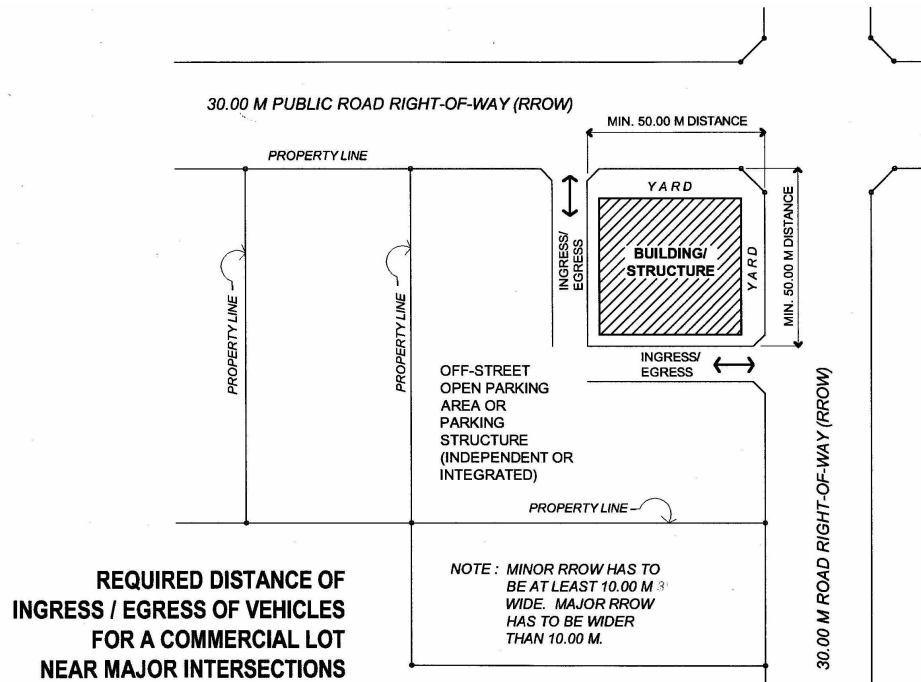 30.00 M PUBLIC ROAD RIGHT-OF-WAY (RROW)
MIN. 50.00 M DISTANCE
PROPERTY LINE
YARD
INGRESS/
EGRESS
BUILDING/
STRUCTURE
YARD
MIN. 50.00 M DISTANCE
PROPERTY LINE
PROPERTY LINE
INGRESS/
EGRESS
OFF-STREET
OPEN PARKING
AREA OR
PARKING
STRUCTURE
(INDEPENDENT OR
INTEGRATED)
30.00 M ROAD RIGHT-OF-WAY (RROW)
PROPERTY LINE
NOTE : MINOR RROW HAS TO
BE AT LEAST 10.00 M
WIDE. MAJOR RROW
HAS TO BE WIDER
THAN 10.00 M.
REQUIRED DISTANCE OF
INGRESS / EGRESS OF VEHICLES
FOR A COMMERCIAL LOT
NEAR MAJOR INTERSECTIONS